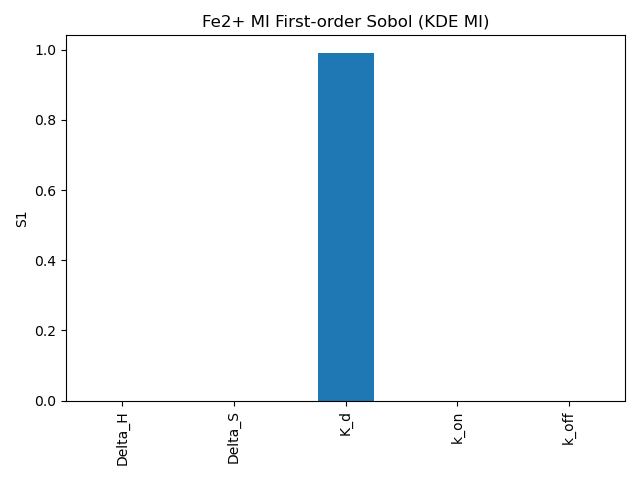 Fe2+ MI First-order Sobol (KDE MI)
1.0
0.8
0.6
0.4
0.2
0.0
S1
Delta_H
Delta_S
K_d
k_on
k_off